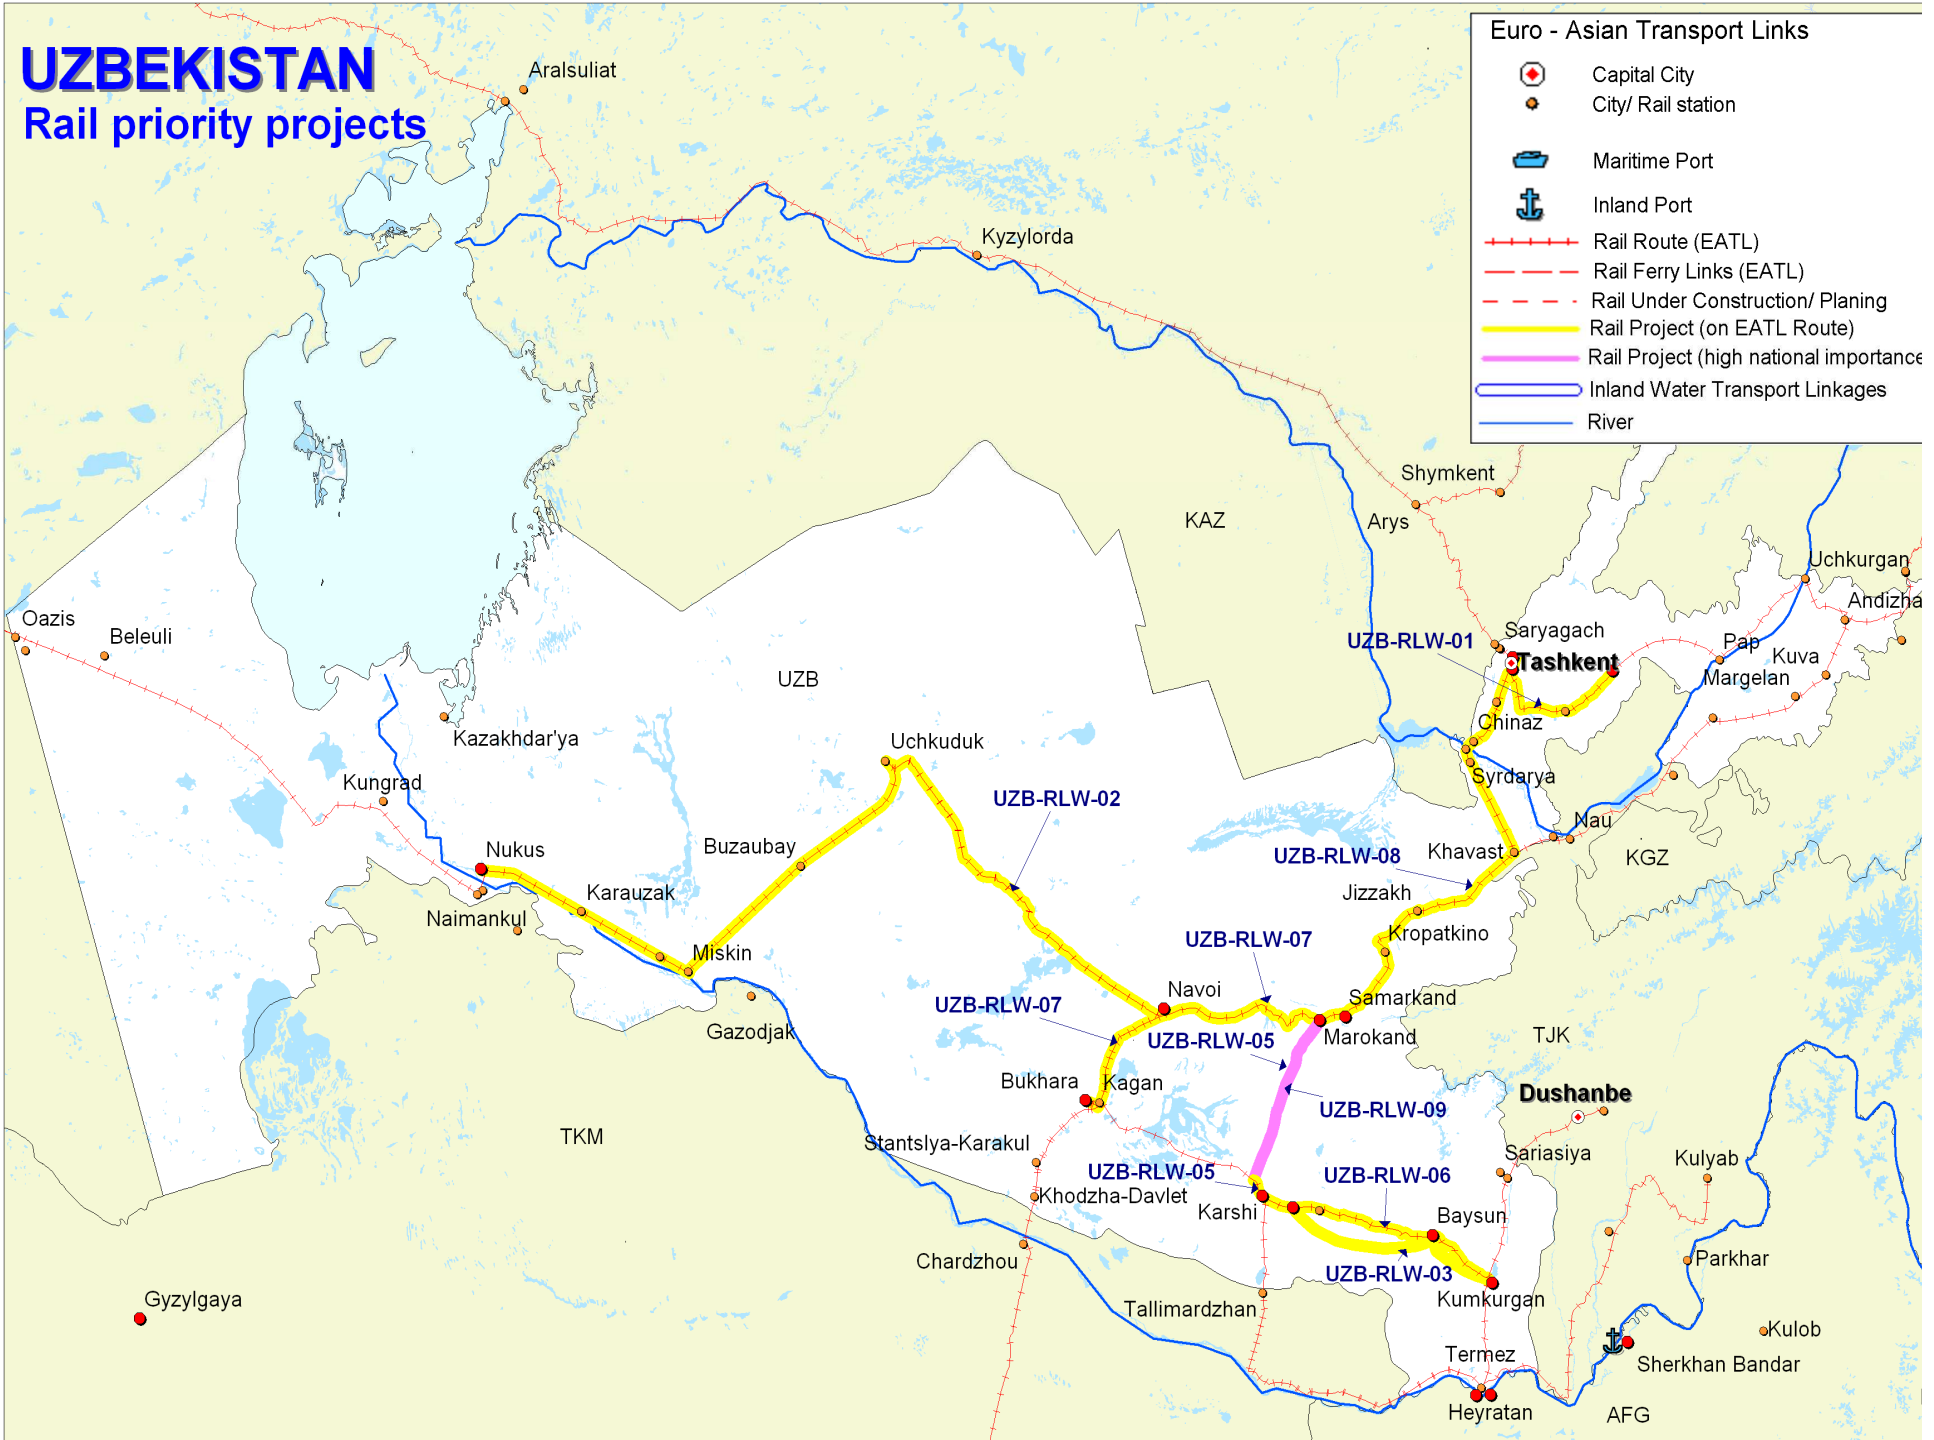 UZBEKISTAN
Rail priority projects
Euro - Asian Transport Links
Capital City
City/ Rail station
Maritime Port
Inland Port
Rail Route (EATL)
Rail Ferry Links (EATL)
Rail Under Construction/ Planing
Rail Project (on EATL Route)
Rail Project (high national importance
Inland Water Transport Linkages
River
Aralsuliat
Kyzylorda
Shymkent
Arys
KAZ
Uchkurgan
Andizha
Oazis
Beleuli
Saryagach
UZB-RLW-01
Tashkent
Pap
Kuva
Margelan
UZB
Kazakhdar'ya
Chinaz
Uchkuduk
Kungrad
Syrdarya
UZB-RLW-02
Nau
Nukus
Buzaubay
UZB-RLW-08
Khavast
KGZ
Karauzak
Jizzakh
Naimankul
Kropatkino
UZB-RLW-07
Miskin
Navoi
Samarkand
UZB-RLW-07
Gazodjak
UZB-RLW-05
Marokand
TJK
Bukhara
Kagan
Dushanbe
UZB-RLW-09
TKM
Stantslya-Karakul
Sariasiya
Kulyab
UZB-RLW-05
UZB-RLW-06
Khodzha-Davlet
Karshi
Baysun
Chardzhou
UZB-RLW-03
Parkhar
Gyzylgaya
Tallimardzhan
Kumkurgan
Kulob
Termez
Sherkhan Bandar
Heyratan
AFG